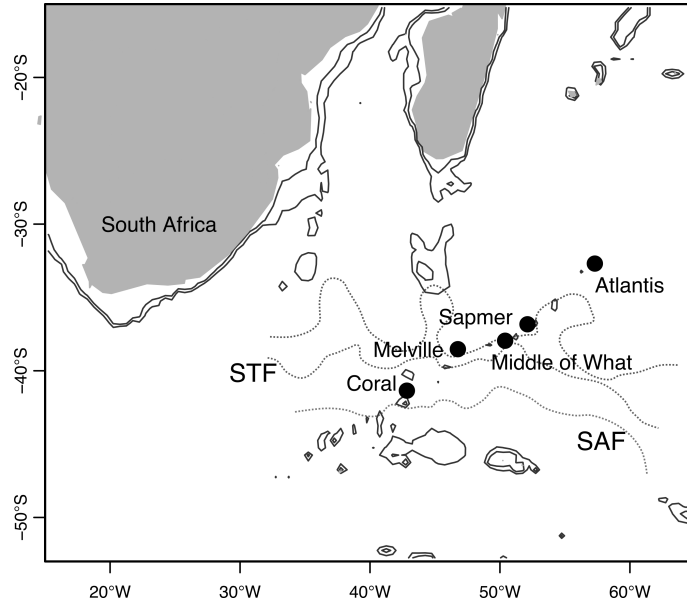 −20°S
−30°S
South Africa
Atlantis
Sapmer
Melville
Middle of What
STF
−40°S
Coral
SAF
−50°S
20°W
30°W
40°W
50°W
60°W